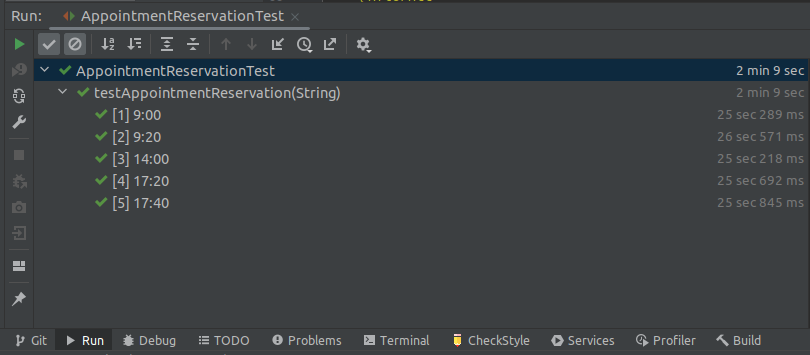 Run: AppointmentReservationTest
AppointmentReservationTest 2 min 9 sec
testAppointmentReservation(String) 2 min 9 sec
[1] 9:00 25 sec 289 ms
[2] 9:20 26 sec 571 ms
[3] 14:00 25 sec 218 ms
[4] 17:20 25 sec 692 ms
[5] 17:40 25 sec 845 ms
Git Run Debug TODO Problems Terminal CheckStyle Services Profiler Build